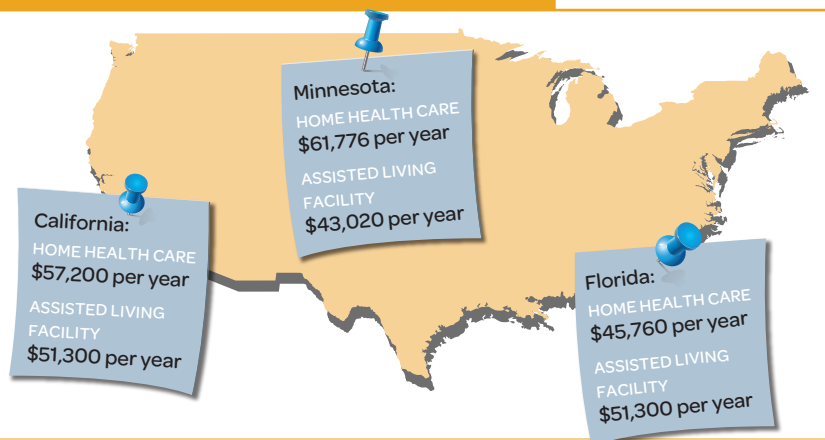 Minnesota:
HOME HEALTH CARE
$61,776 per year
ASSISTED LIVING
FACILITY
$43,020 per year
California:
HOME HEALTH CARE
$57,200 per year
ASSISTED LIVING
FACILITY
$51,300 per year
Florida:
HOME HEALTH CARE
$45,760 per year
ASSISTED LIVING
FACILITY
$51,300 per year